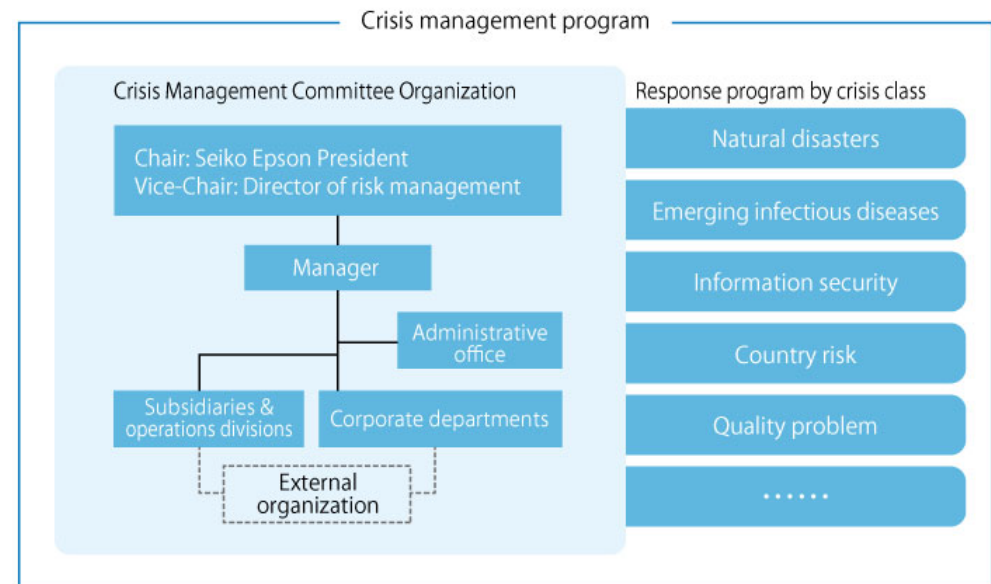 Crisis management program
Crisis Management Committee Organization
Chair: Seiko Epson President
Vice-Chair: Director of risk management
Manager
Administrative
office
Subsidiaries &
operations divisions
Corporate departments
External
organization
Response program by crisis class
Natural disasters
Emerging infectious diseases
Information security
Country risk
Quality problem
······